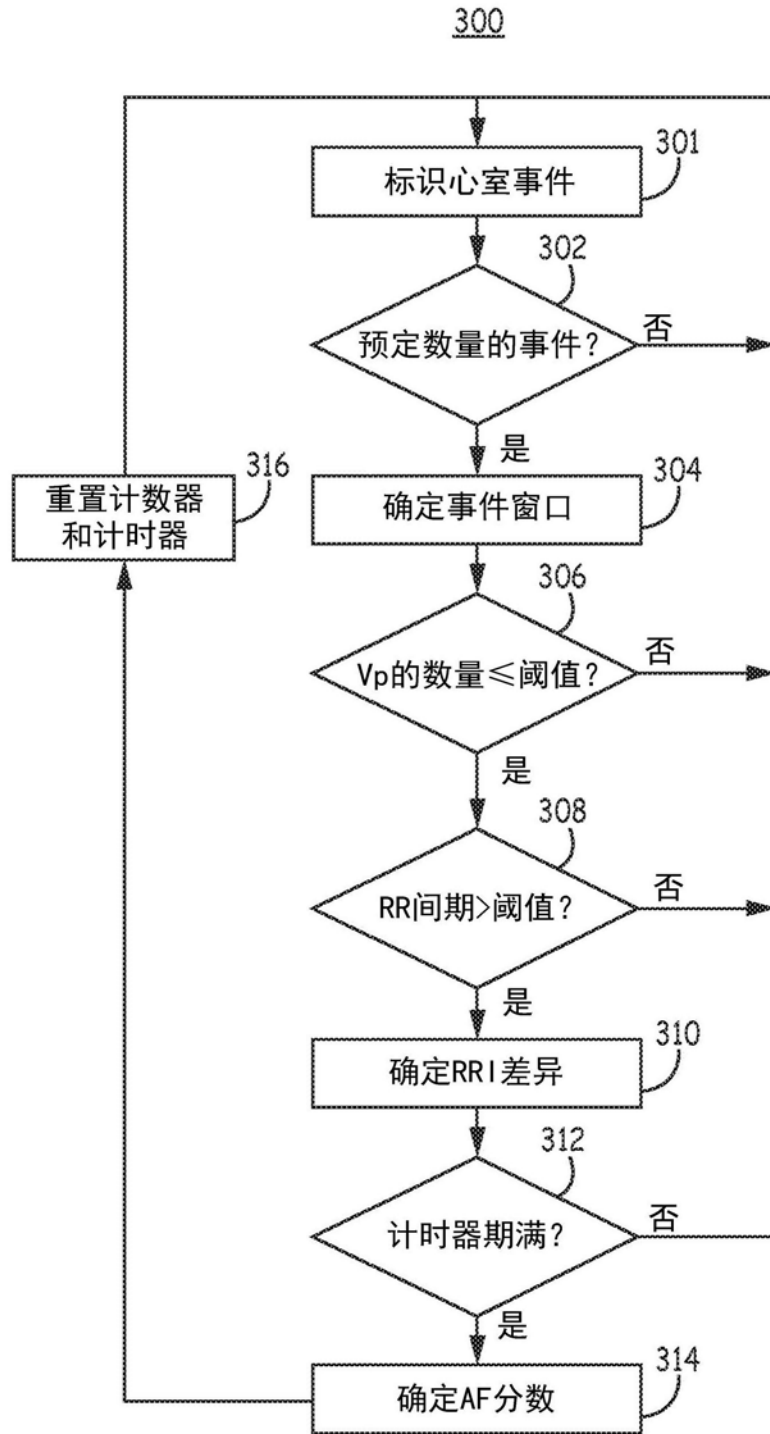 300
301
标识心室事件
302
预定数量的事件?
否
是
304
确定事件窗口
316
重置计数器
和计时器
306
Vp的数量≤阈值?
否
是
308
RR间期>阈值?
否
是
310
确定RRI差异
312
计时器期满?
否
是
314
确定AF分数